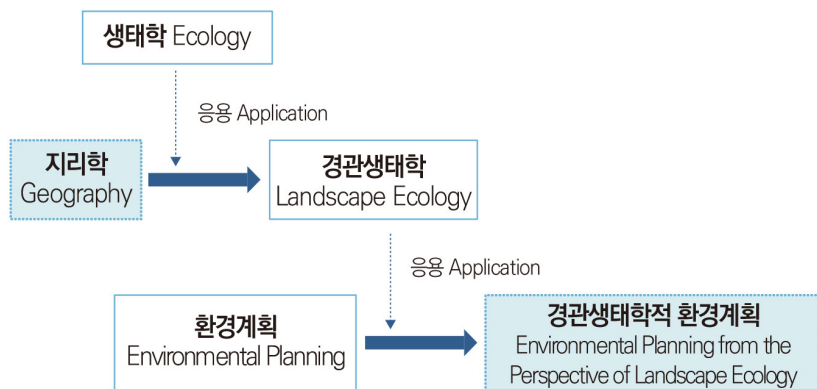 생태학 Ecology
응용 Application
지리학
Geography
경관생태학
Landscape Ecology
응용 Application
환경계획
Environmental Planning
경관생태학적 환경계획
Environmental Planning from the
Perspective of Landscape Ecology